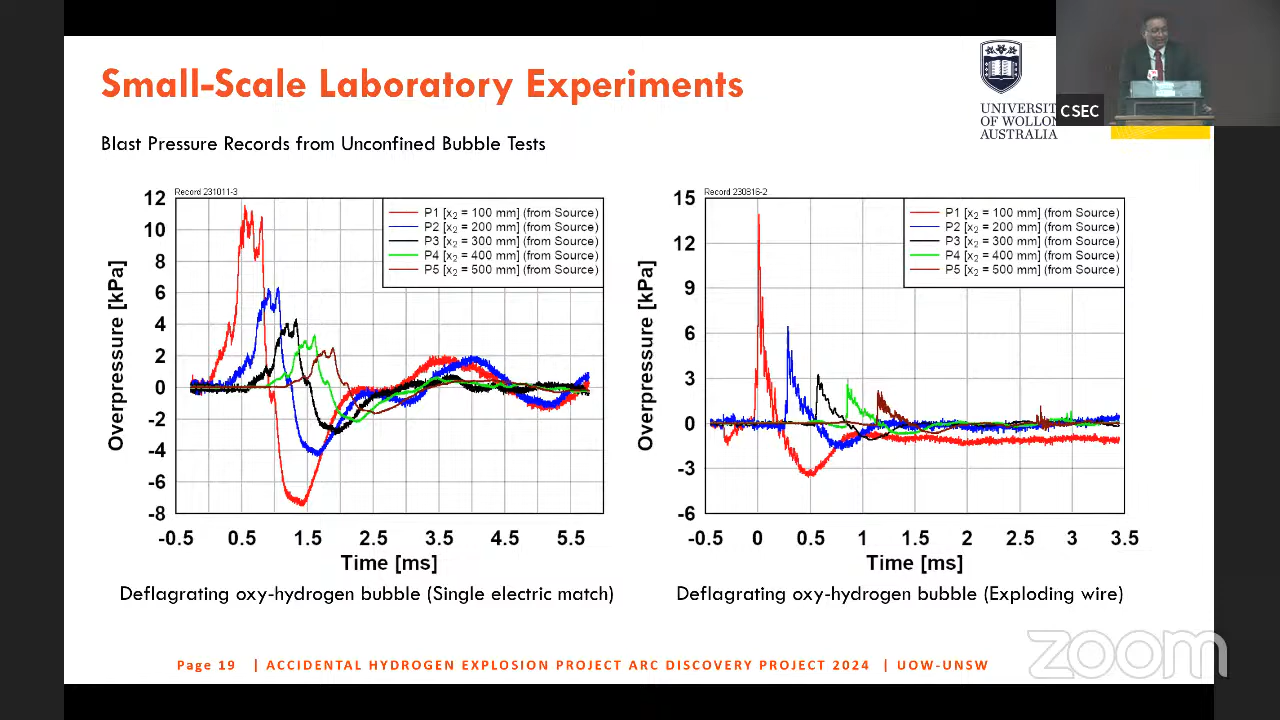 Small-Scale Laboratory Experiments
UNIVERSIT
OF WOLLON
AUSTRALIA
CSEC
Blast Pressure Records from Unconfined Bubble Tests
Record 231011-3
P1 [x2 = 100 mm] (from Source)
P2 [x2 = 200 mm] (from Source)
P3 [x2 = 300 mm] (from Source)
P4 [x2 = 400 mm] (from Source)
P5 [x2 = 500 mm] (from Source)
12
10
8
6
4
2
0
-2
-4
-6
-8
Overpressure [kPa]
-0.5 0.5 1.5 2.5 3.5 4.5 5.5
Time [ms]
Deflagrating oxy-hydrogen bubble (Single electric match)
Record 230816-2
P1 [x2 = 100 mm] (from Source)
P2 [x2 = 200 mm] (from Source)
P3 [x2 = 300 mm] (from Source)
P4 [x2 = 400 mm] (from Source)
P5 [x2 = 500 mm] (from Source)
15
12
9
6
3
0
-3
-6
Overpressure [kPa]
-0.5 0 0.5 1 1.5 2 2.5 3 3.5
Time [ms]
Deflagrating oxy-hydrogen bubble (Exploding wire)
Page 19 | ACCIDENTAL HYDROGEN EXPLOSION PROJECT ARC DISCOVERY PROJECT 2024 | UOW-UNSW
zoom